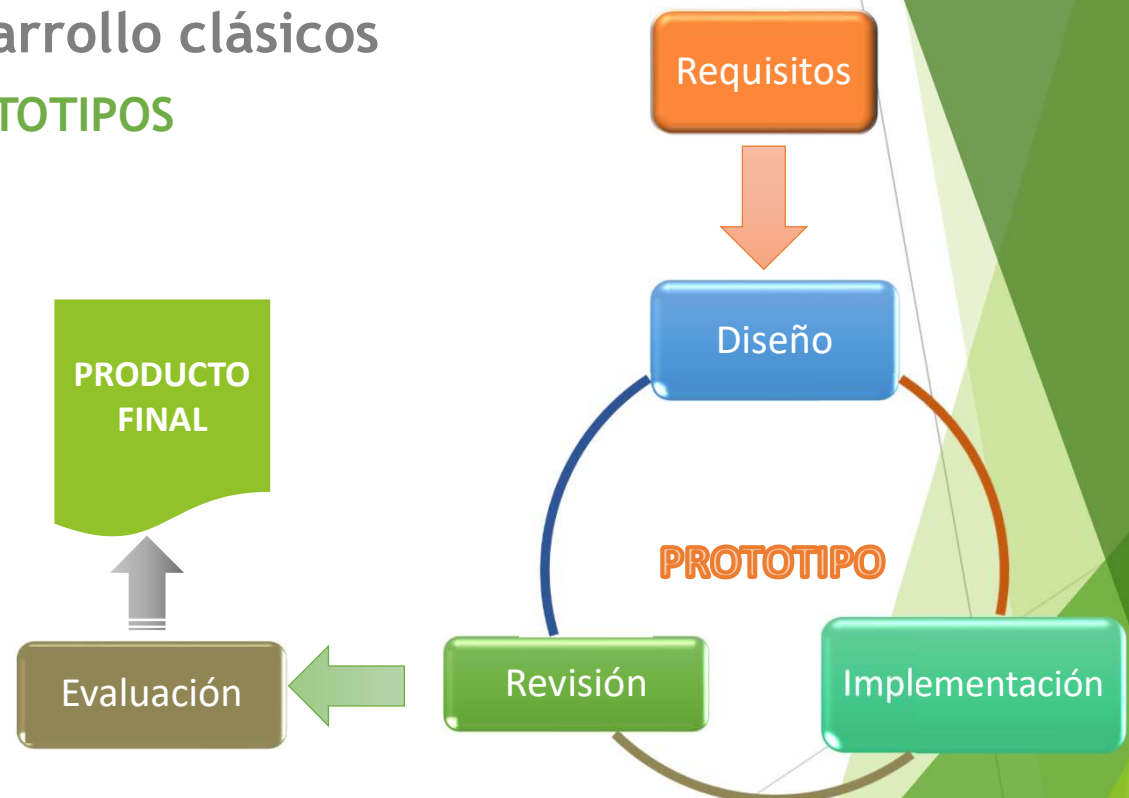 arrollo clásicos
TOTIPOS
Requisitos
Diseño
PRODUCTO
FINAL
PROTOTIPO
Evaluación
Revisión
Implementación